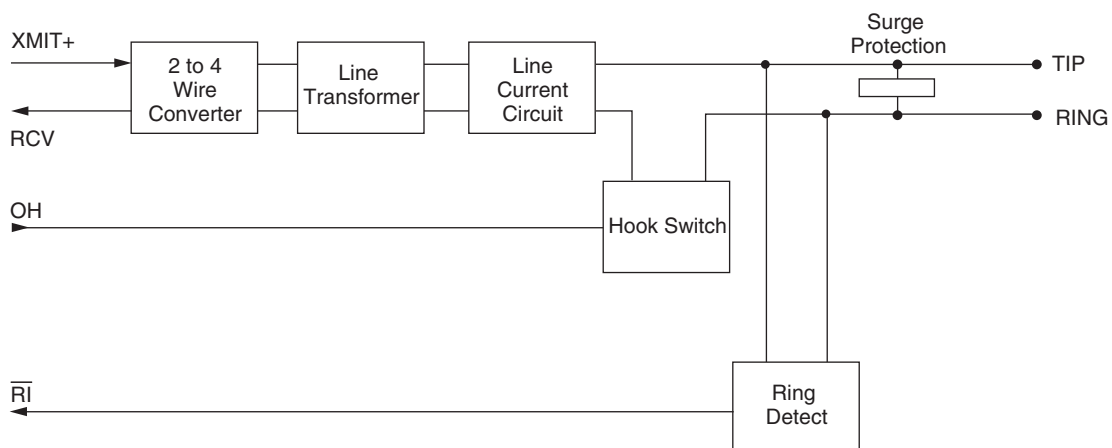 XMIT+
RCV
OH
R̅I̅
2 to 4
Wire
Converter
Line
Transformer
Line
Current
Circuit
Hook Switch
Ring
Detect
Surge
Protection
TIP
RING